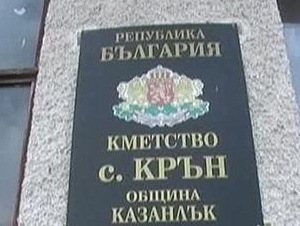 РЕПУБЛИКА
БЪЛГАРИЯ
КМЕТСТВО
с. КРЪН
ОБЩИНА
КАЗАНЛЪК